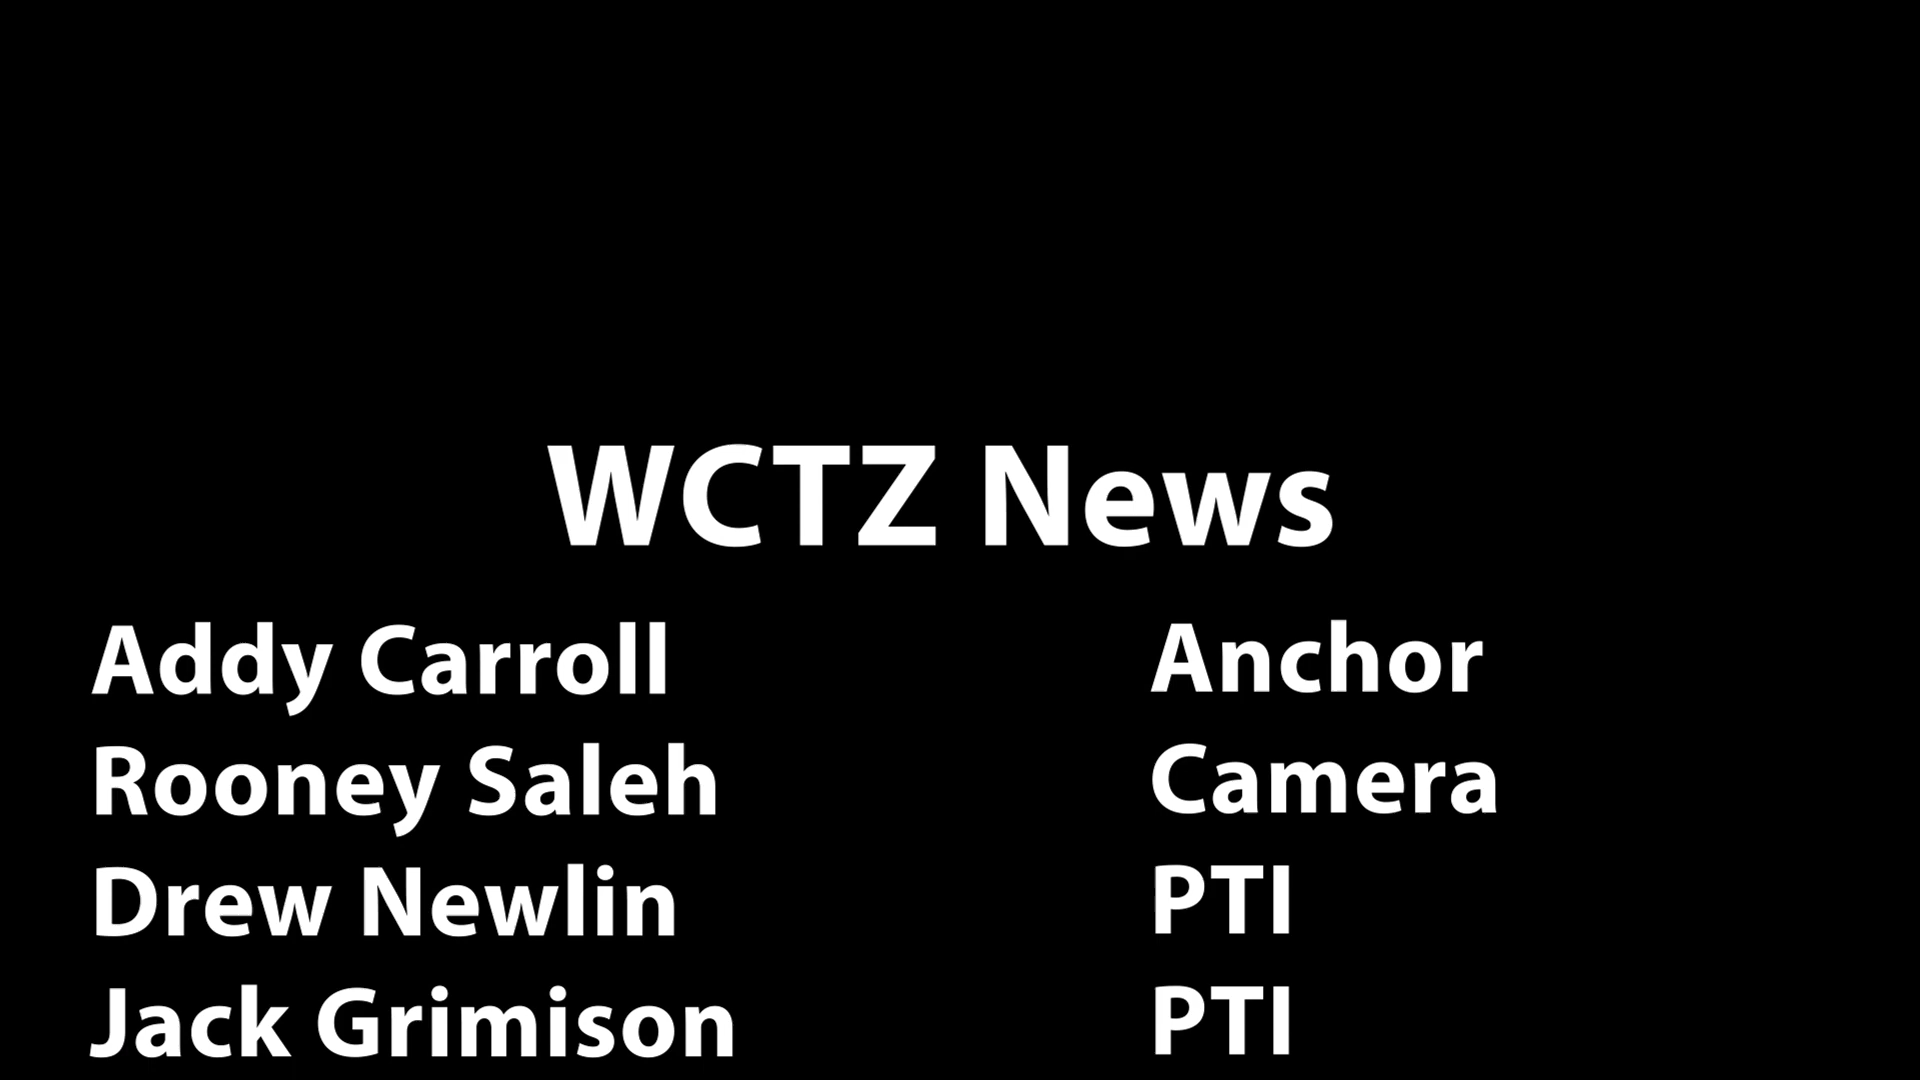 WCTZ News
Addy Carroll Anchor
Rooney Saleh Camera
Drew Newlin PTI
Jack Grimison PTI